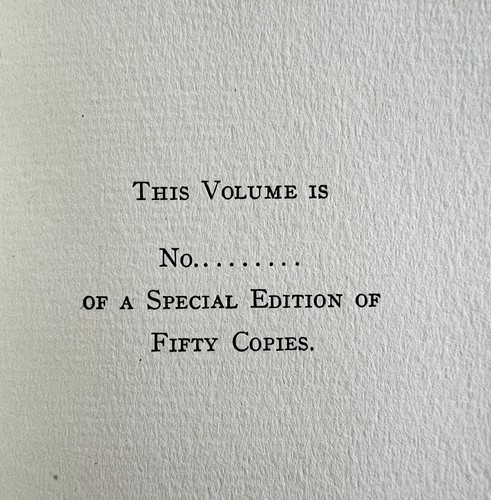 This Volume is
No..........
of a Special Edition of
Fifty Copies.